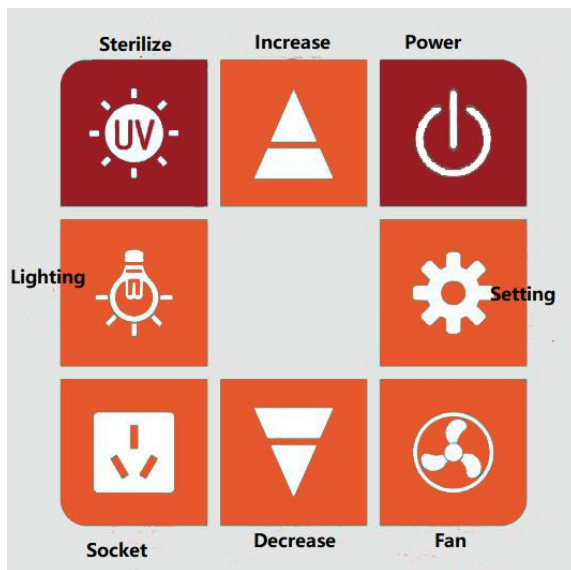 Sterilize
Increase
Power
UV
Lighting
Setting
Socket
Decrease
Fan